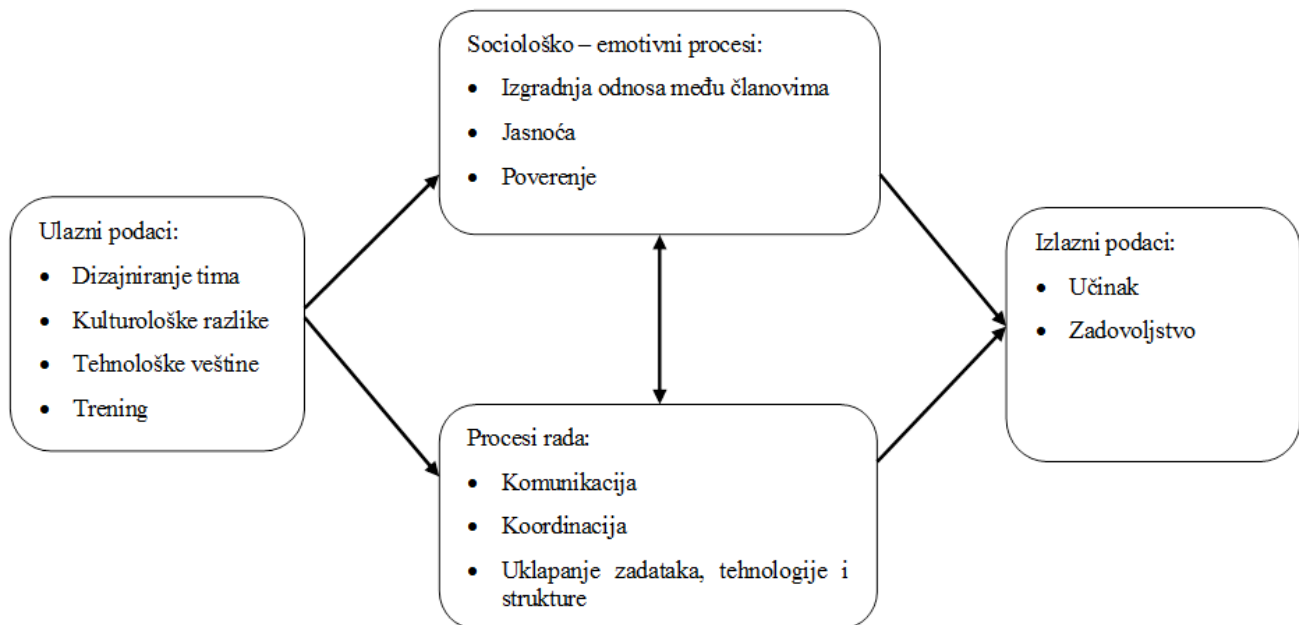 Sociološko – emotivni procesi:
• Izgradnja odnosa među članovima
• Jasnoća
• Poverenje
Ulazni podaci:
• Dizajniranje tima
• Kulturološke razlike
• Tehnološke veštine
• Trening
Izlazni podaci:
• Učinak
• Zadovoljstvo
Procesi rada:
• Komunikacija
• Koordinacija
• Uklapanje zadataka, tehnologije i
strukture